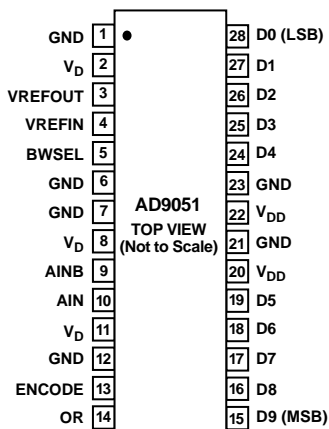 GND 1 28 D0 (LSB)
VD 2 27 D1
VREFOUT 3 26 D2
VREFIN 4 25 D3
BWSEL 5 24 D4
GND 6 23 GND
GND 7 AD9051 22 VDD
TOP VIEW
VD 8 (Not to Scale) 21 GND
AINB 9 20 VDD
AIN 10 19 D5
VD 11 18 D6
GND 12 17 D7
ENCODE 13 16 D8
OR 14 15 D9 (MSB)